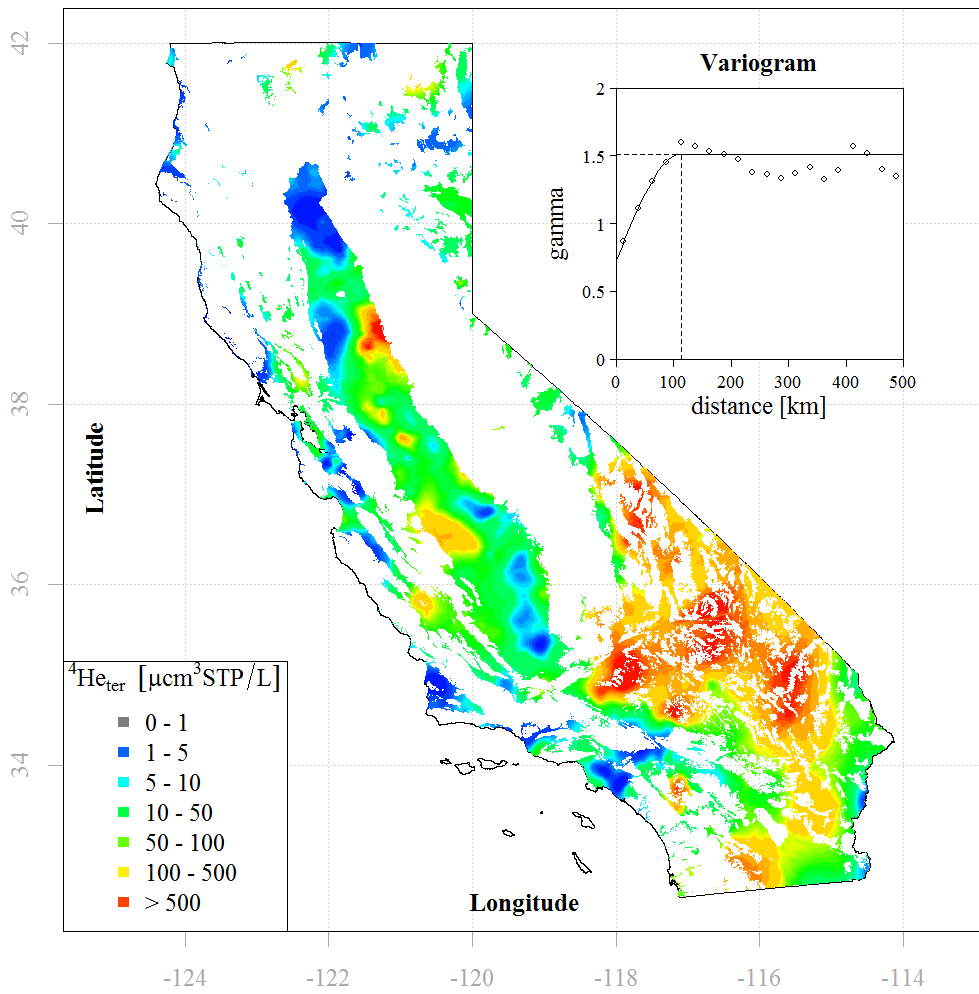 Variogram
2
1.5
1
0.5
0
gamma
0 100 200 300 400 500
distance [km]
42
40
38
36
34
Latitude
⁴Heₜₑᵣ [μcm³STP/L]
0 - 1
1 - 5
5 - 10
10 - 50
50 - 100
100 - 500
> 500
Longitude
-124 -122 -120 -118 -116 -114